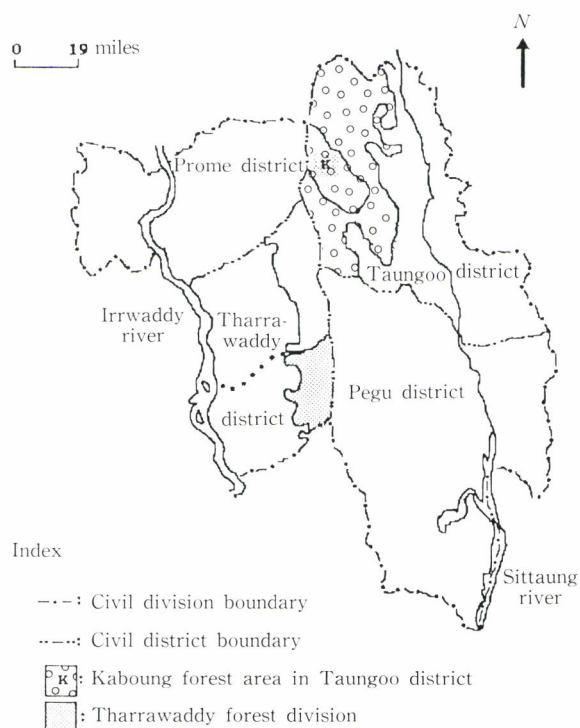 N
0 19 miles
Prome district
K
Taungoo district
Irrwaddy
river
Tharra-
waddy
district
Pegu district
Sittaung
river
Index
: Civil division boundary
: Civil district boundary
K : Kaboung forest area in Taungoo district
: Tharrawaddy forest division